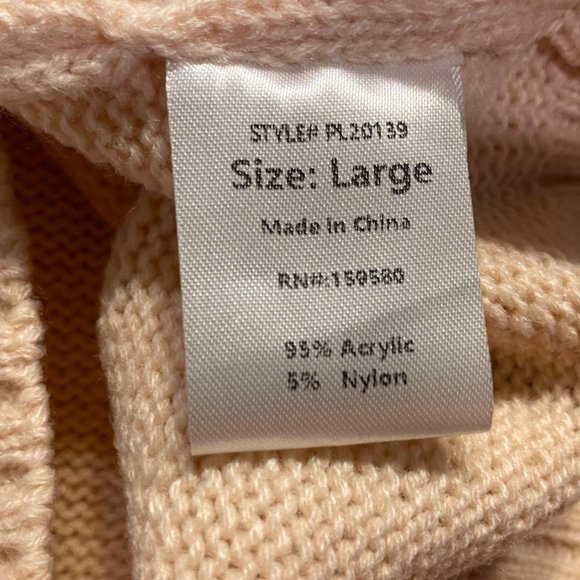 STYLE# PL20139
Size: Large
Made in China
RN#:159580
95% Acrylic
5% Nylon